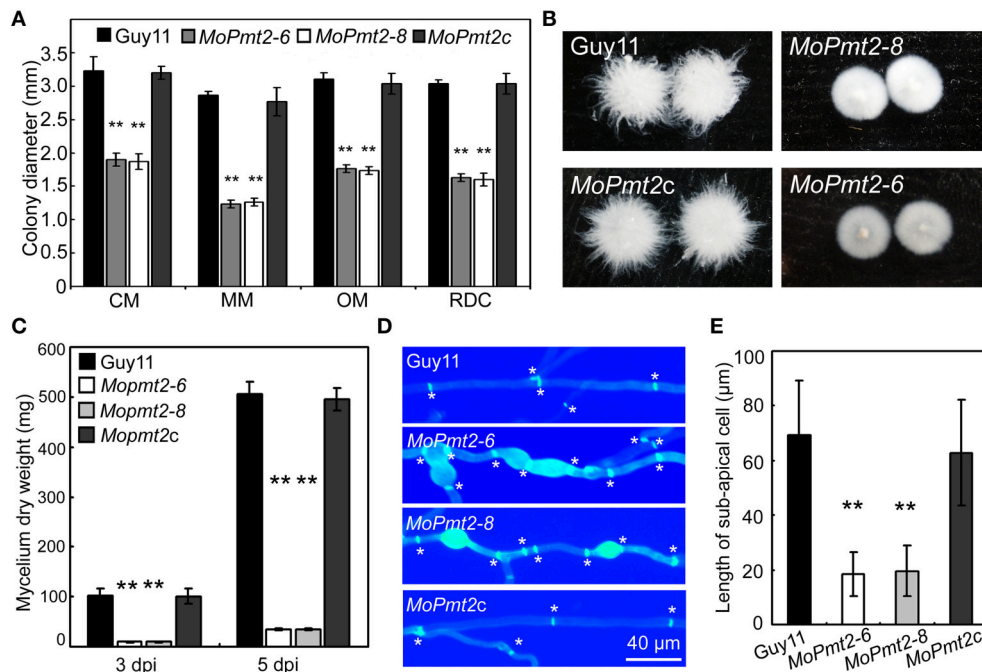 A
Guy11 MoPmt2-6 MoPmt2-8 MoPmt2c
Colony diameter (mm)
3.5
3.0
2.5
2.0
1.5
1.0
0.5
0
** **
** **
** **
** **
CM MM OM RDC
B
Guy11 MoPmt2-8
MoPmt2c MoPmt2-6
C
Mycelium dry weight (mg)
600
500
400
300
200
100
0
Guy11
Mopmt2-6
Mopmt2-8
Mopmt2c
** **
** **
3 dpi 5 dpi
D
Guy11
* * * * *
MoPmt2-6
* * * * * * * * *
MoPmt2-8
* * * * * * *
MoPmt2c
* * * *
40 µm
E
Length of sub-apical cell (µm)
100
80
60
40
20
0
** **
Guy11 MoPmt2-6 MoPmt2-8 MoPmt2c